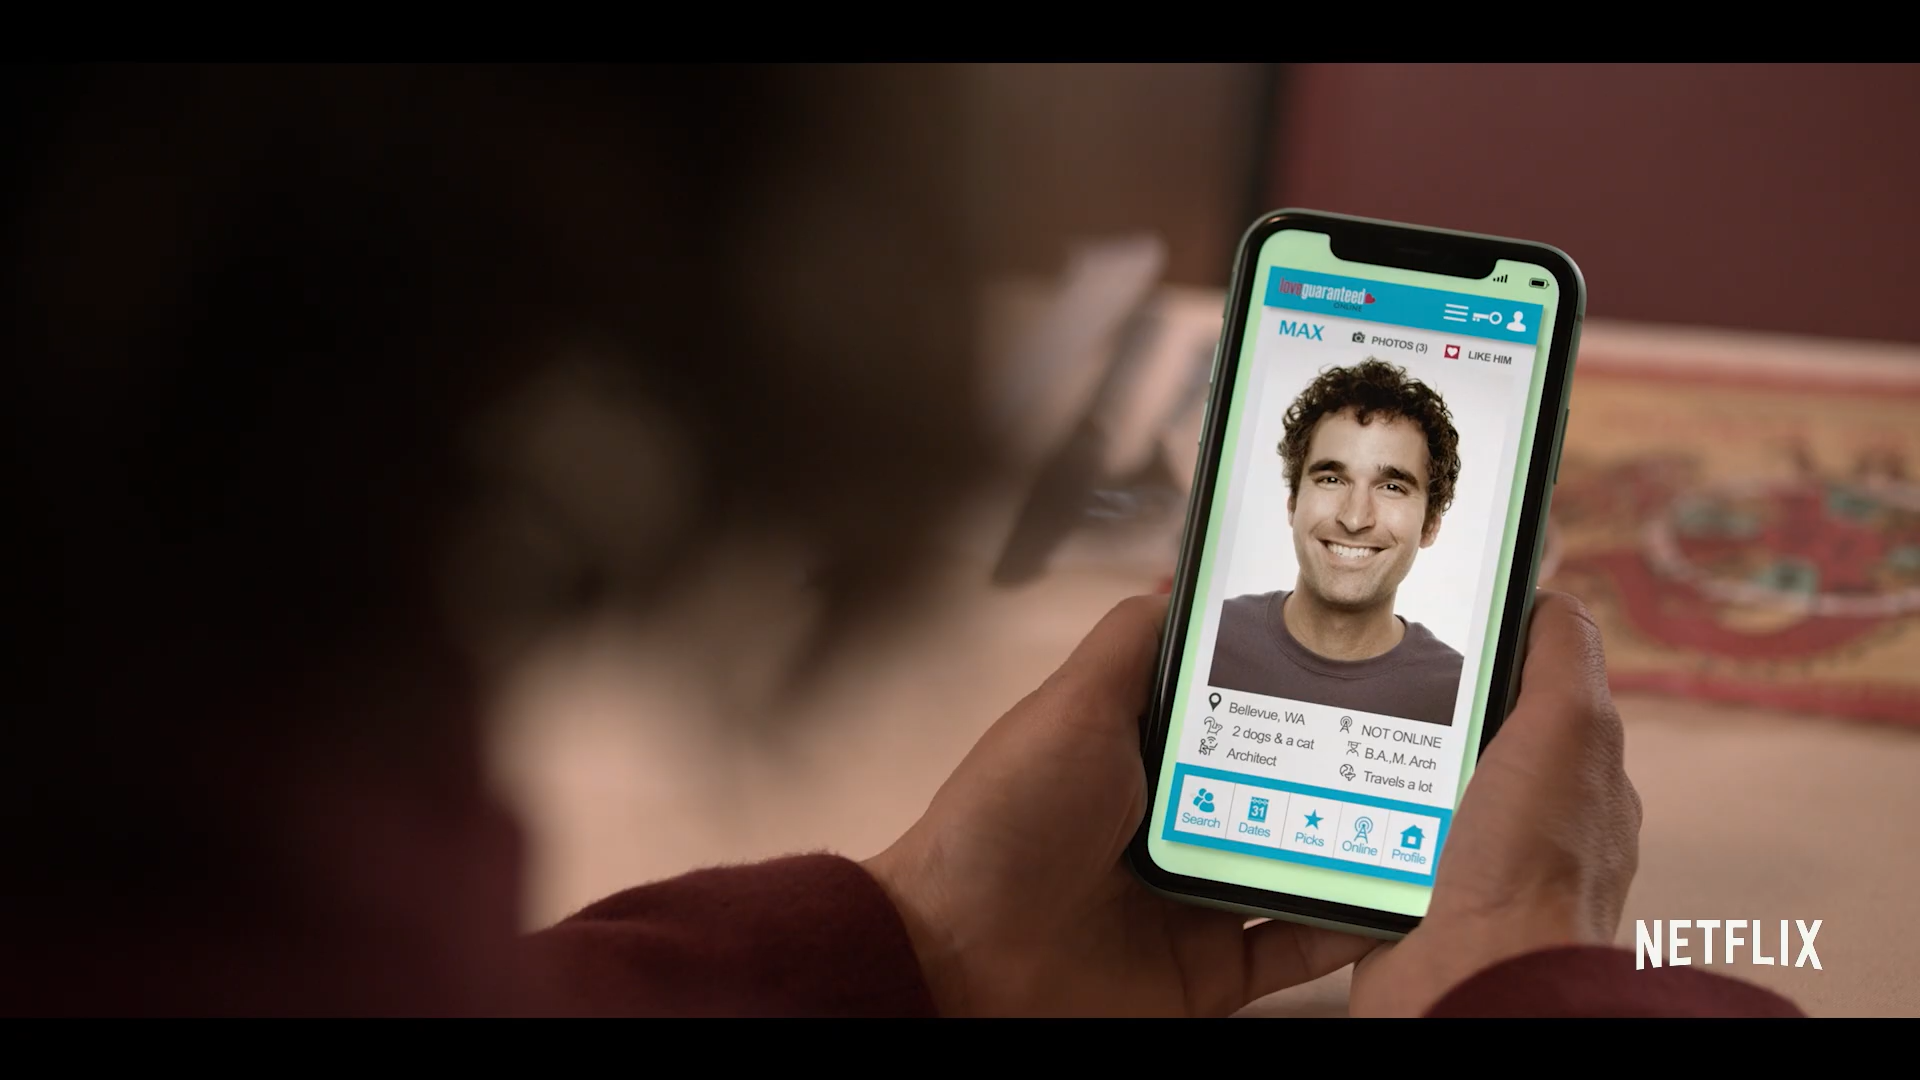 loveguaranteed
ONLINE
MAX
PHOTOS (3)
LIKE HIM
Bellevue, WA
NOT ONLINE
2 dogs & a cat
B.A.,M. Arch
Architect
Travels a lot
31
Search
Dates
Picks
Online
Profile
NETFLIX